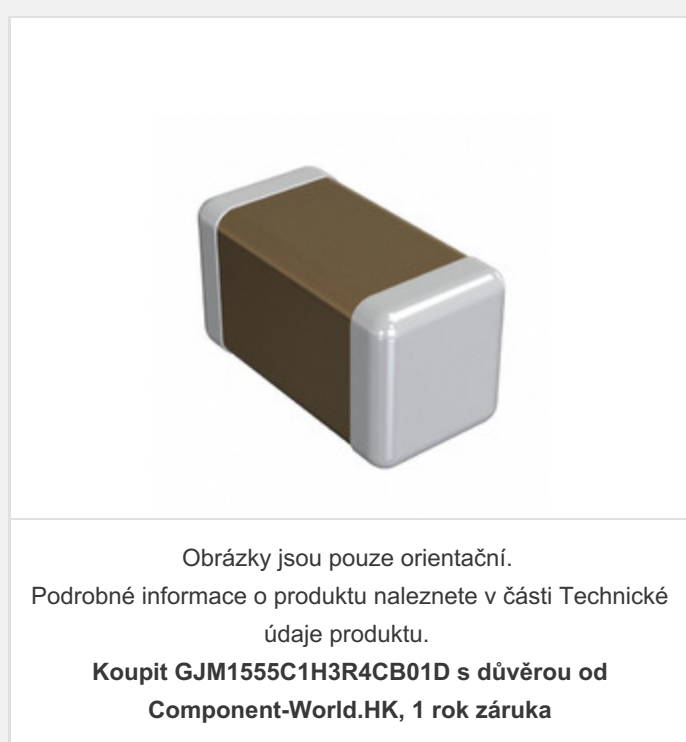 Obrázky jsou pouze orientační.
Podrobné informace o produktu naleznete v části Technické
údaje produktu.
Koupit GJM1555C1H3R4CB01D s důvěrou od
Component-World.HK, 1 rok záruka